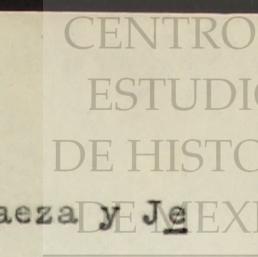 CENTRO
ESTUDIO
DE HISTO
aeza y Je
DE MEXI